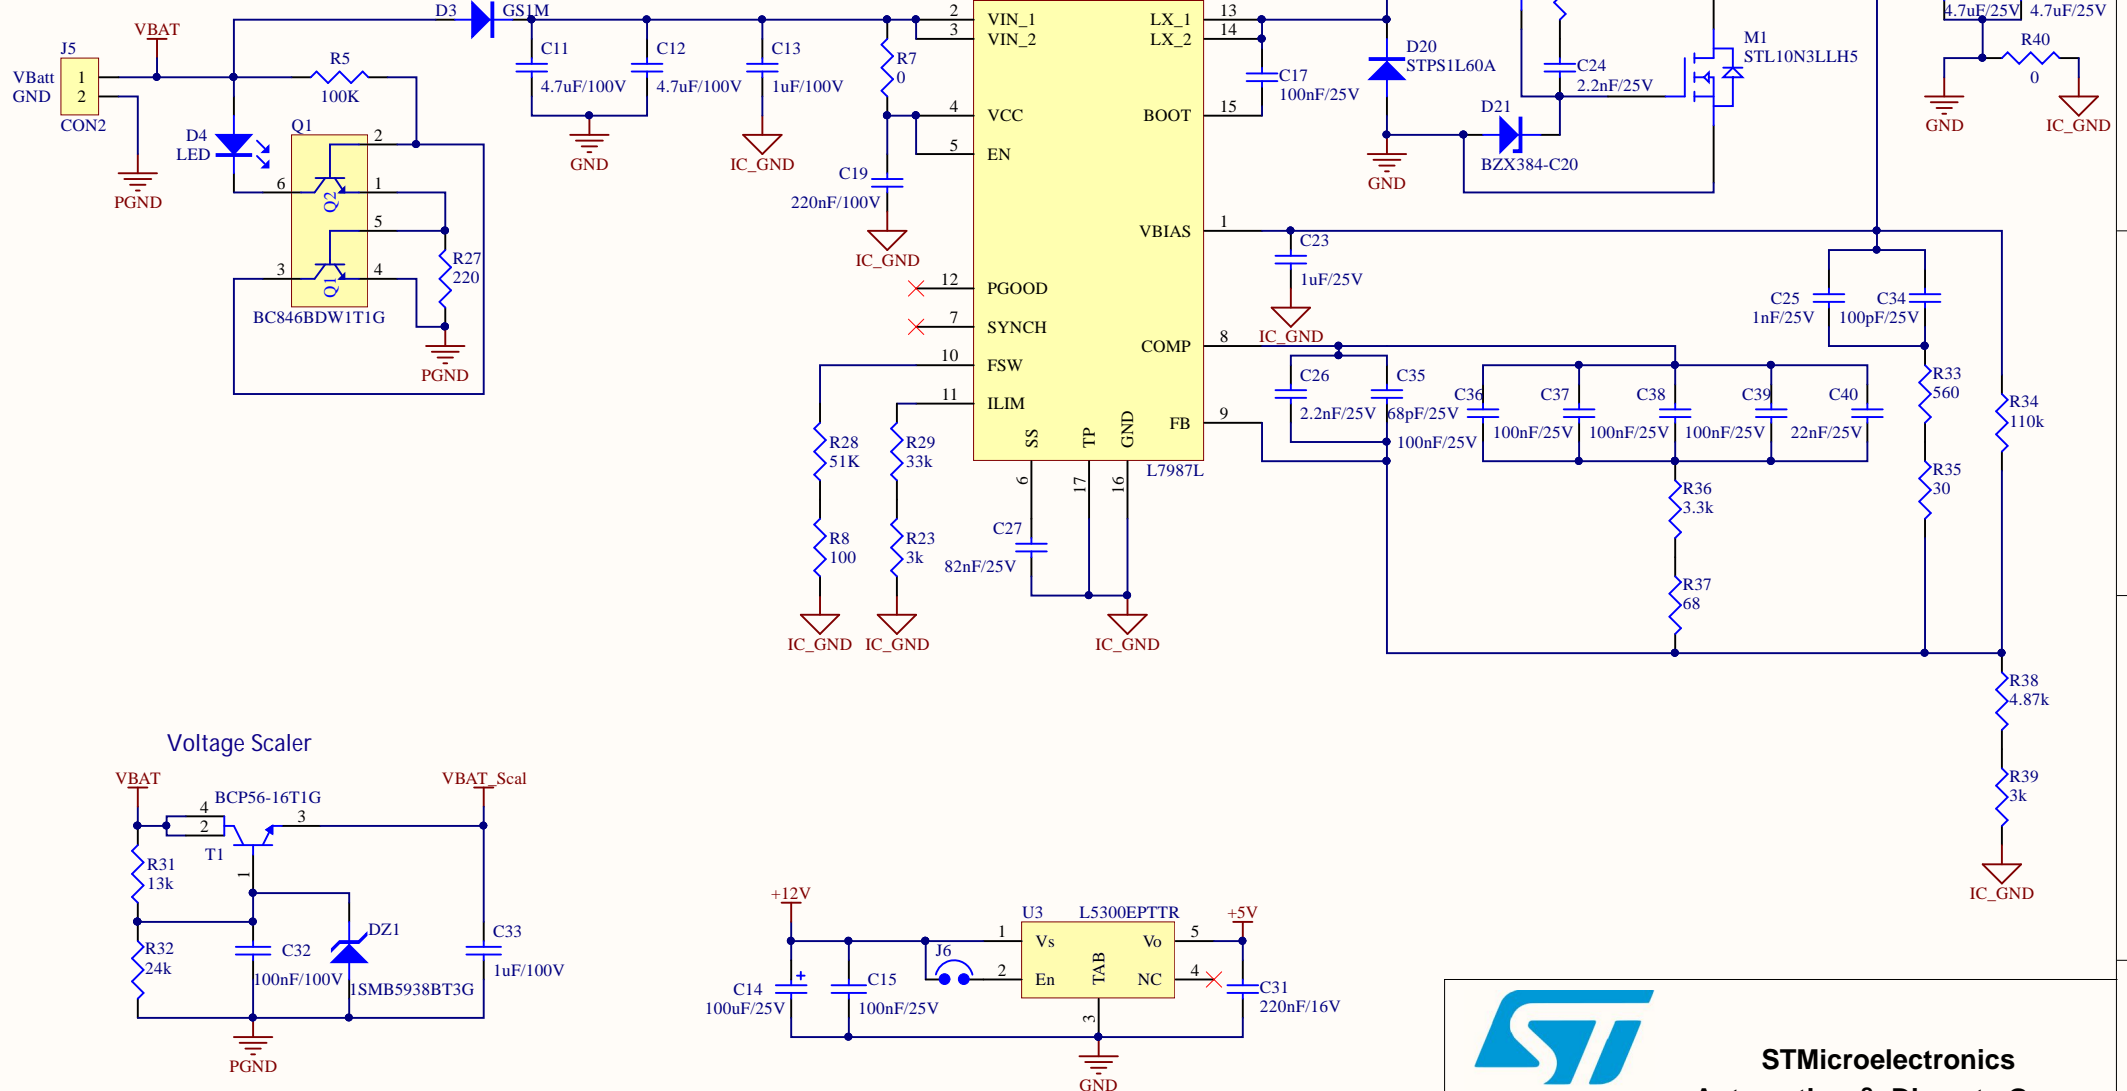 J5
VBatt
GND
1
2
CON2
VBAT
PGND
R5
100K
D4
LED
Q1
2
6
1
Q2
5
3
4
Q1
BC846BDW1T1G
R27
220
PGND
D3
GS1M
C11
4.7uF/100V
C12
4.7uF/100V
C13
1uF/100V
GND
IC_GND
R7
0
C19
220nF/100V
IC_GND
2
VIN_1
3
VIN_2
4
VCC
5
EN
12
PGOOD
7
SYNCH
10
FSW
11
ILIM
SS
TP
GND
6
17
16
L7987L
LX_1
13
LX_2
14
BOOT
15
VBIAS
1
COMP
8
FB
9
R28
51K
R8
100
IC_GND
R29
33k
R23
3k
IC_GND
C27
82nF/25V
IC_GND
C17
100nF/25V
D20
STPS1L60A
GND
D21
BZX384-C20
C24
2.2nF/25V
M1
STL10N3LLH5
4.7uF/25V
4.7uF/25V
R40
0
GND
IC_GND
C23
1uF/25V
IC_GND
C25
1nF/25V
C34
100pF/25V
C26
2.2nF/25V
C35
68pF/25V
C36
100nF/25V
C37
100nF/25V
C38
100nF/25V
C39
100nF/25V
C40
22nF/25V
R33
560
R34
110k
R35
30
R36
3.3k
R37
68
R38
4.87k
R39
3k
IC_GND
Voltage Scaler
VBAT
BCP56-16T1G
4
2
3
T1
1
VBAT_Scal
R31
13k
R32
24k
C32
100nF/100V
DZ1
1SMB5938BT3G
C33
1uF/100V
PGND
+12V
C14
100uF/25V
C15
100nF/25V
J6
U3
L5300EPTTR
1
Vs
2
En
TAB
3
Vo
5
NC
4
+5V
C31
220nF/16V
GND
ST
STMicroelectronics